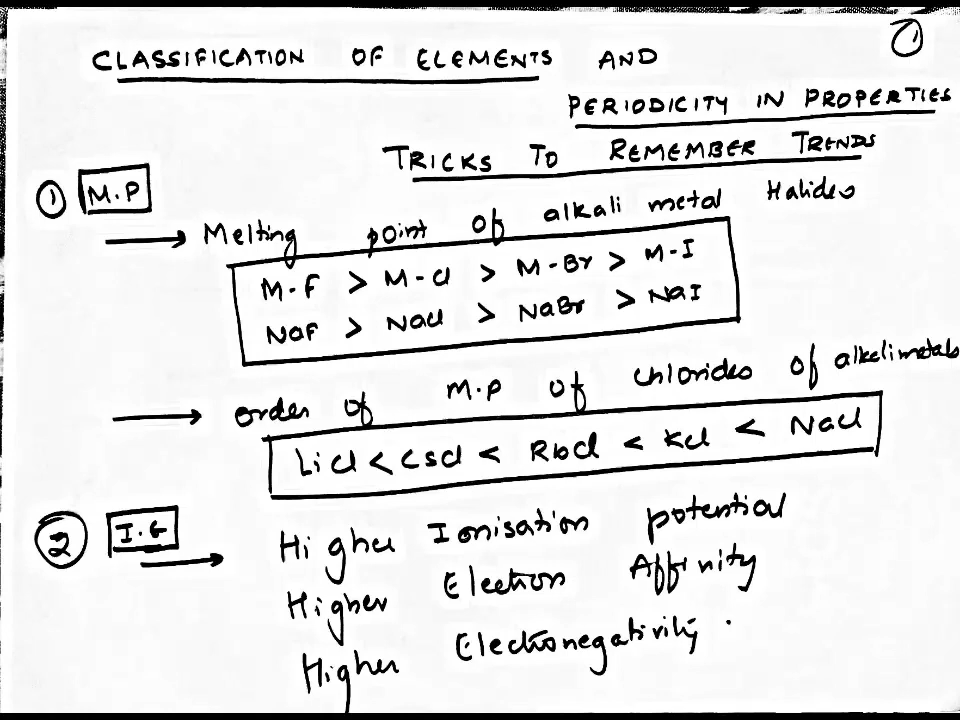 ①
CLASSIFICATION OF ELEMENTS AND
PERIODICITY IN PROPERTIES
TRICKS TO REMEMBER TRENDS
① M.P
→ Melting point of alkali metal Halides
M-F > M-Cl > M-Br > M-I
NaF > NaCl > NaBr > NaI
→ order of M.P of chlorides of alkalimetals
LiCl < CsCl < RbCl < KCl < NaCl
② I.E
→ Higher Ionisation potential
Higher Electron Affinity
Higher Electronegativity.